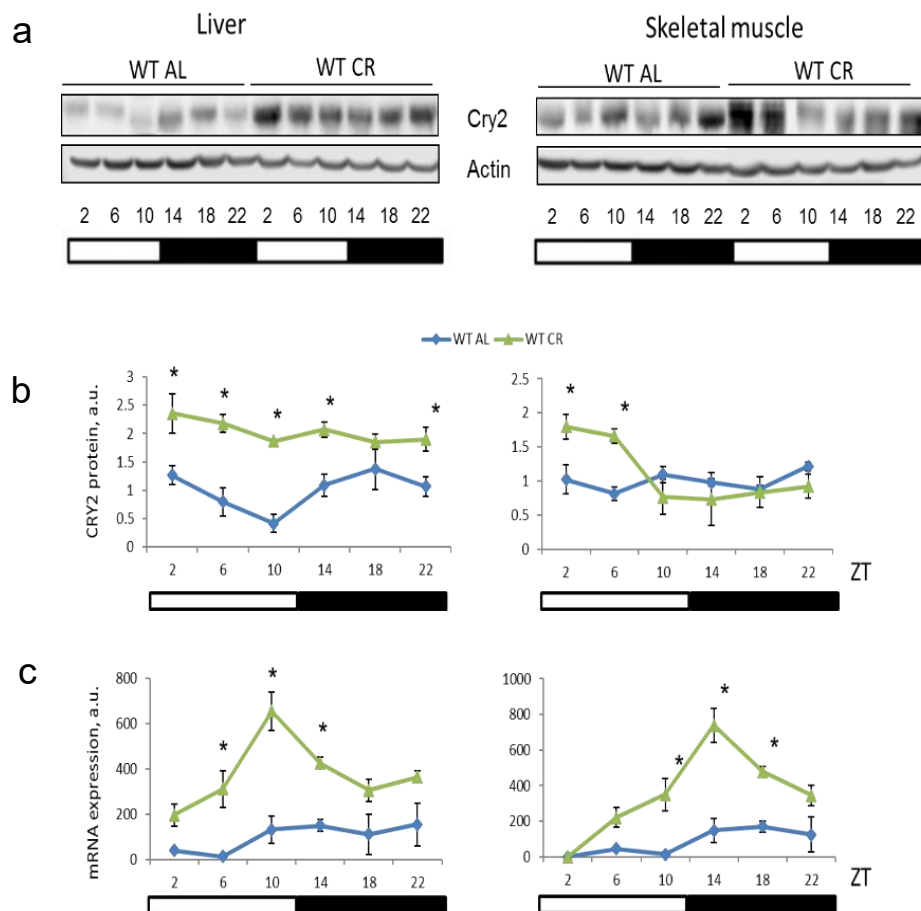 a
Liver
Skeletal muscle
WT AL WT CR
WT AL WT CR
Cry2
Actin
2 6 10 14 18 22 2 6 10 14 18 22
2 6 10 14 18 22 2 6 10 14 18 22
WT AL WT CR
b
CRY2 protein, a.u.
3
2.5
2
1.5
1
0.5
0
* * * * *
2 6 10 14 18 22
2.5
2
1.5
1
0.5
0
* *
2 6 10 14 18 22 ZT
c
mRNA expression, a.u.
800
600
400
200
0
* * *
2 6 10 14 18 22
1000
800
600
400
200
0
* * *
2 6 10 14 18 22 ZT